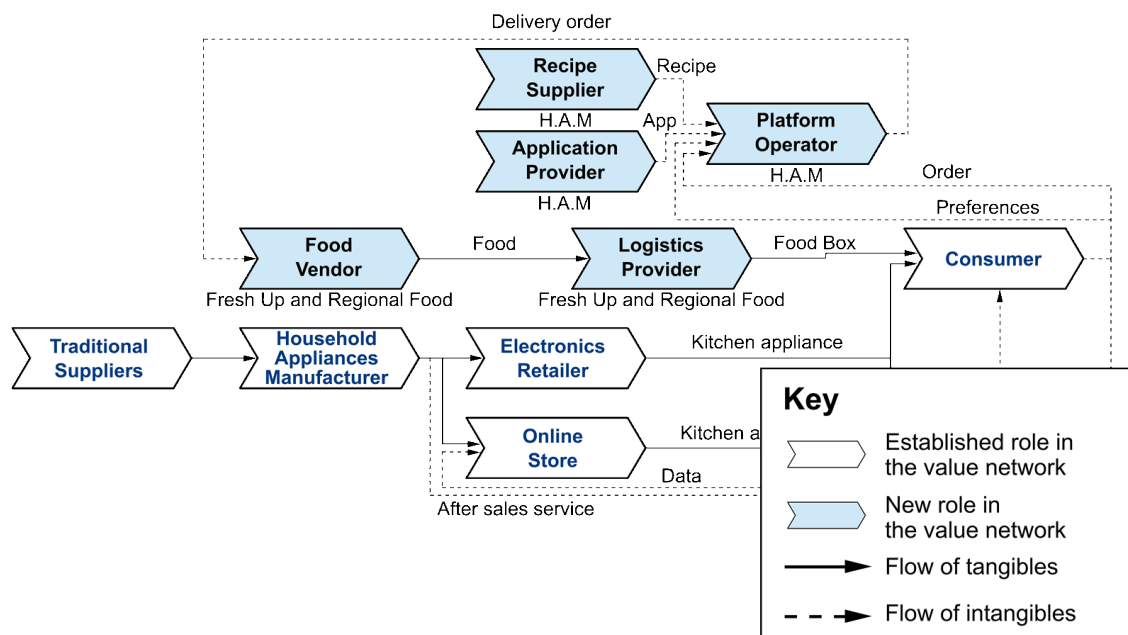 Delivery order
Recipe
Supplier
Recipe
H.A.M
App
Platform
Operator
Application
Provider
H.A.M
H.A.M
Order
Preferences
Food
Vendor
Food
Logistics
Provider
Food Box
Consumer
Fresh Up and Regional Food
Fresh Up and Regional Food
Traditional
Suppliers
Household
Appliances
Manufacturer
Electronics
Retailer
Kitchen appliance
Online
Store
Kitchen a
Data
After sales service
Key
Established role in
the value network
New role in
the value network
Flow of tangibles
Flow of intangibles